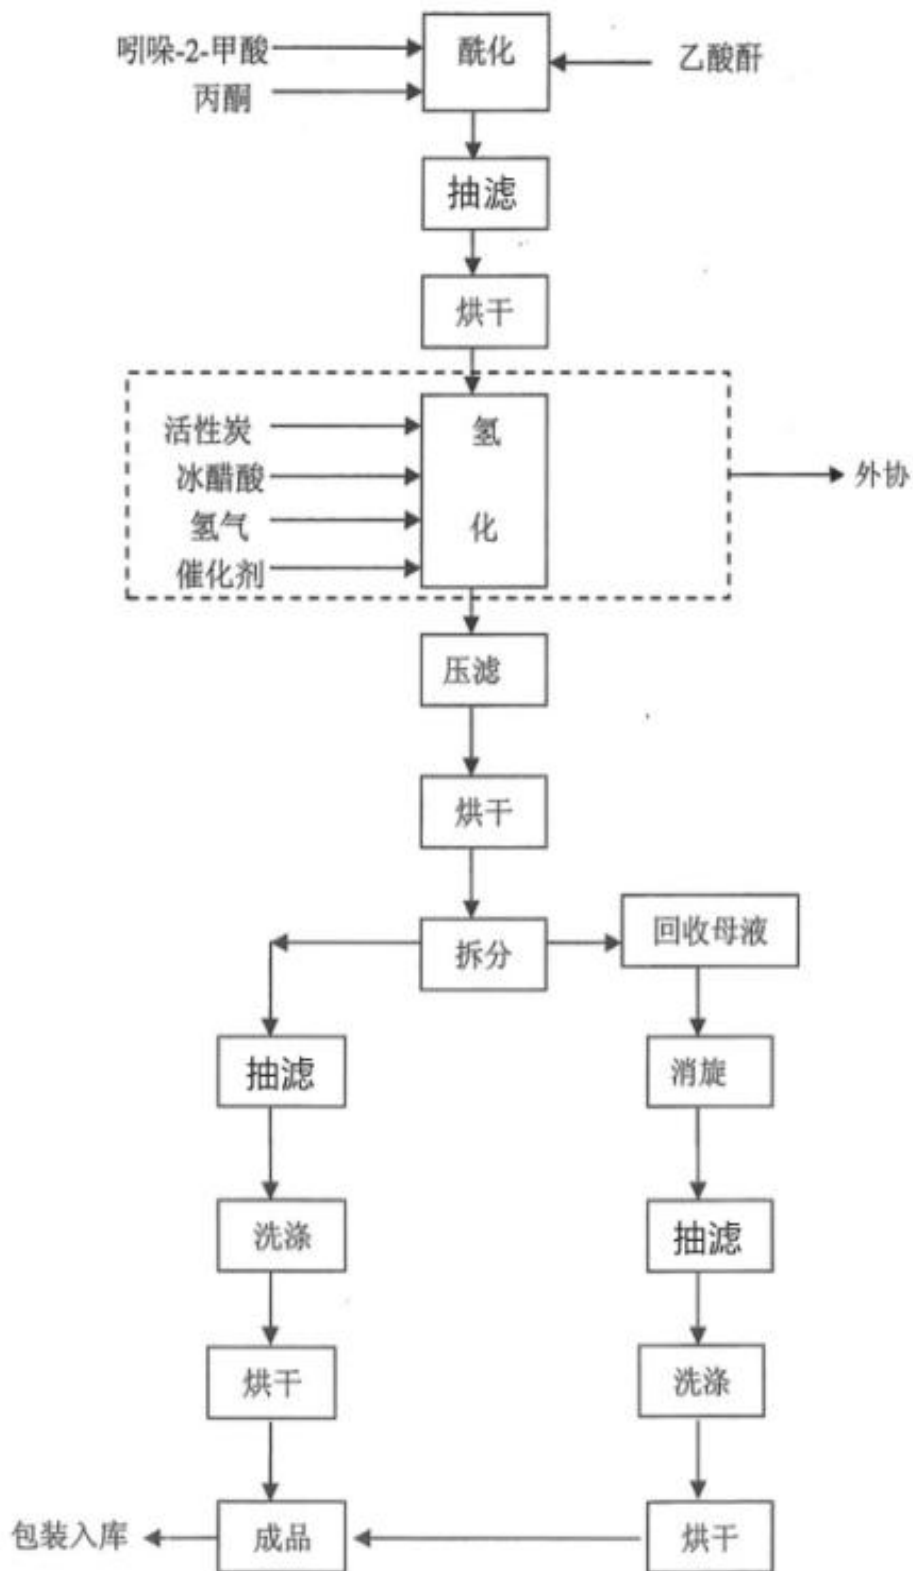 吲哚-2-甲酸
酰化
乙酸酐
丙酮
抽滤
烘干
活性炭
氢
冰醋酸
外协
氢气
化
催化剂
压滤
烘干
回收母液
拆分
抽滤
消旋
洗涤
抽滤
烘干
洗涤
包装入库
成品
烘干